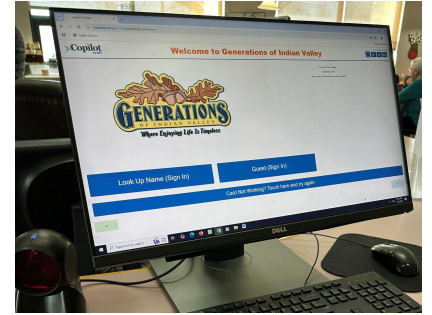 Copilot
Welcome to Generations of Indian Valley
GENERATIONS
OF INDIAN VALLEY
Where Enjoying Life Is Timeless
Look Up Name (Sign In)
Guest (Sign In)
Card Not Working? Touch here and try again
DELL